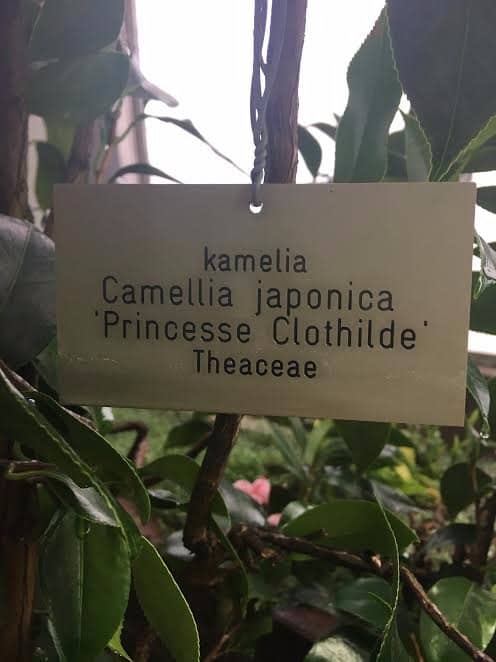 kamelia
Camellia japonica
'Princesse Clothilde'
Theaceae